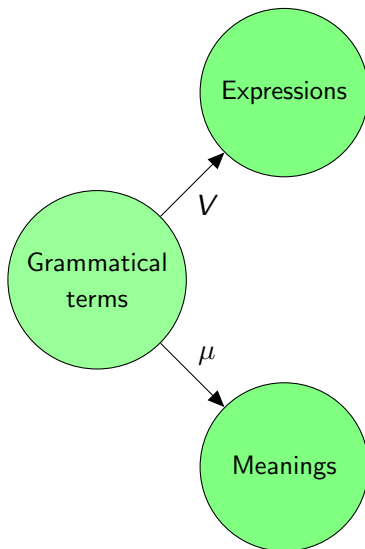 Expressions
V
Grammatical
terms
μ
Meanings